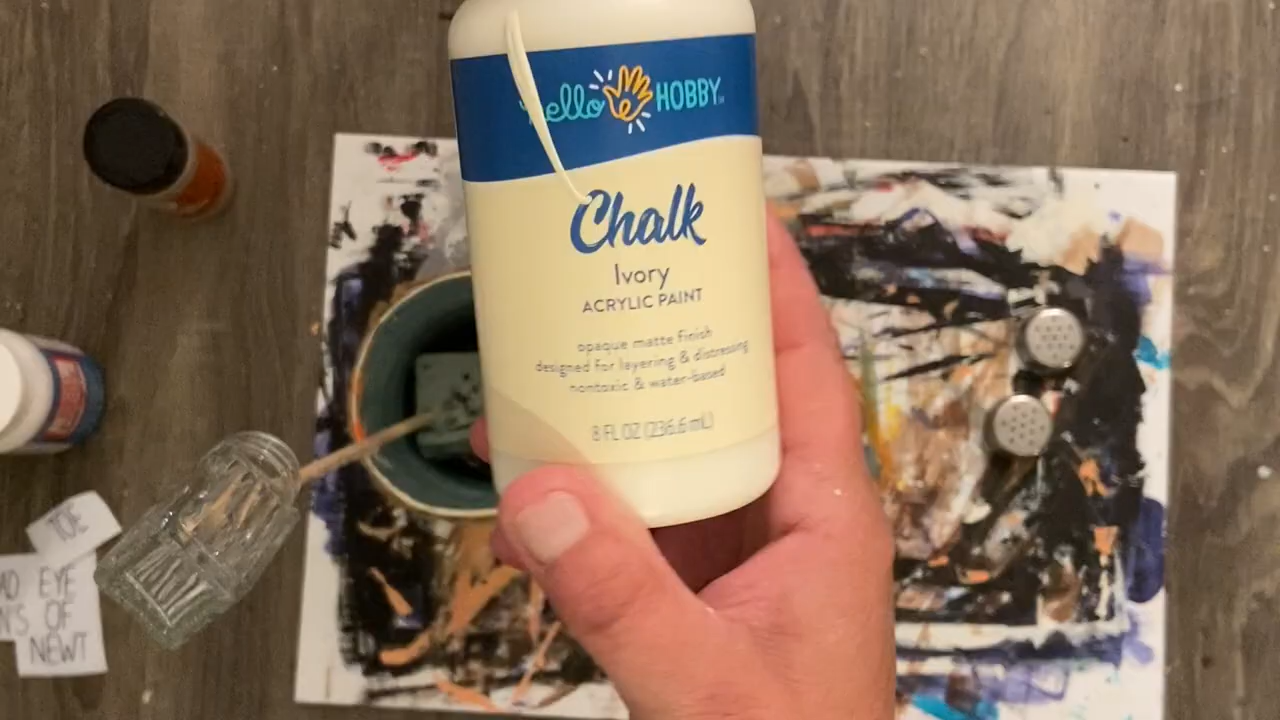 hello HOBBY
Chalk
Ivory
ACRYLIC PAINT
opaque matte finish
designed for layering & distressing
nontoxic & water-based
8 FL OZ (236.6 mL)
TOE
EYE
OF
NEWT